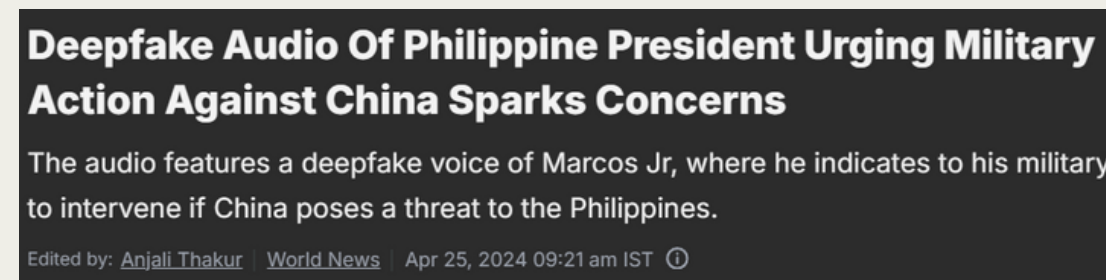 Deepfake Audio Of Philippine President Urging Military
Action Against China Sparks Concerns
The audio features a deepfake voice of Marcos Jr, where he indicates to his military
to intervene if China poses a threat to the Philippines.
Edited by: Anjali Thakur World News Apr 25, 2024 09:21 am IST